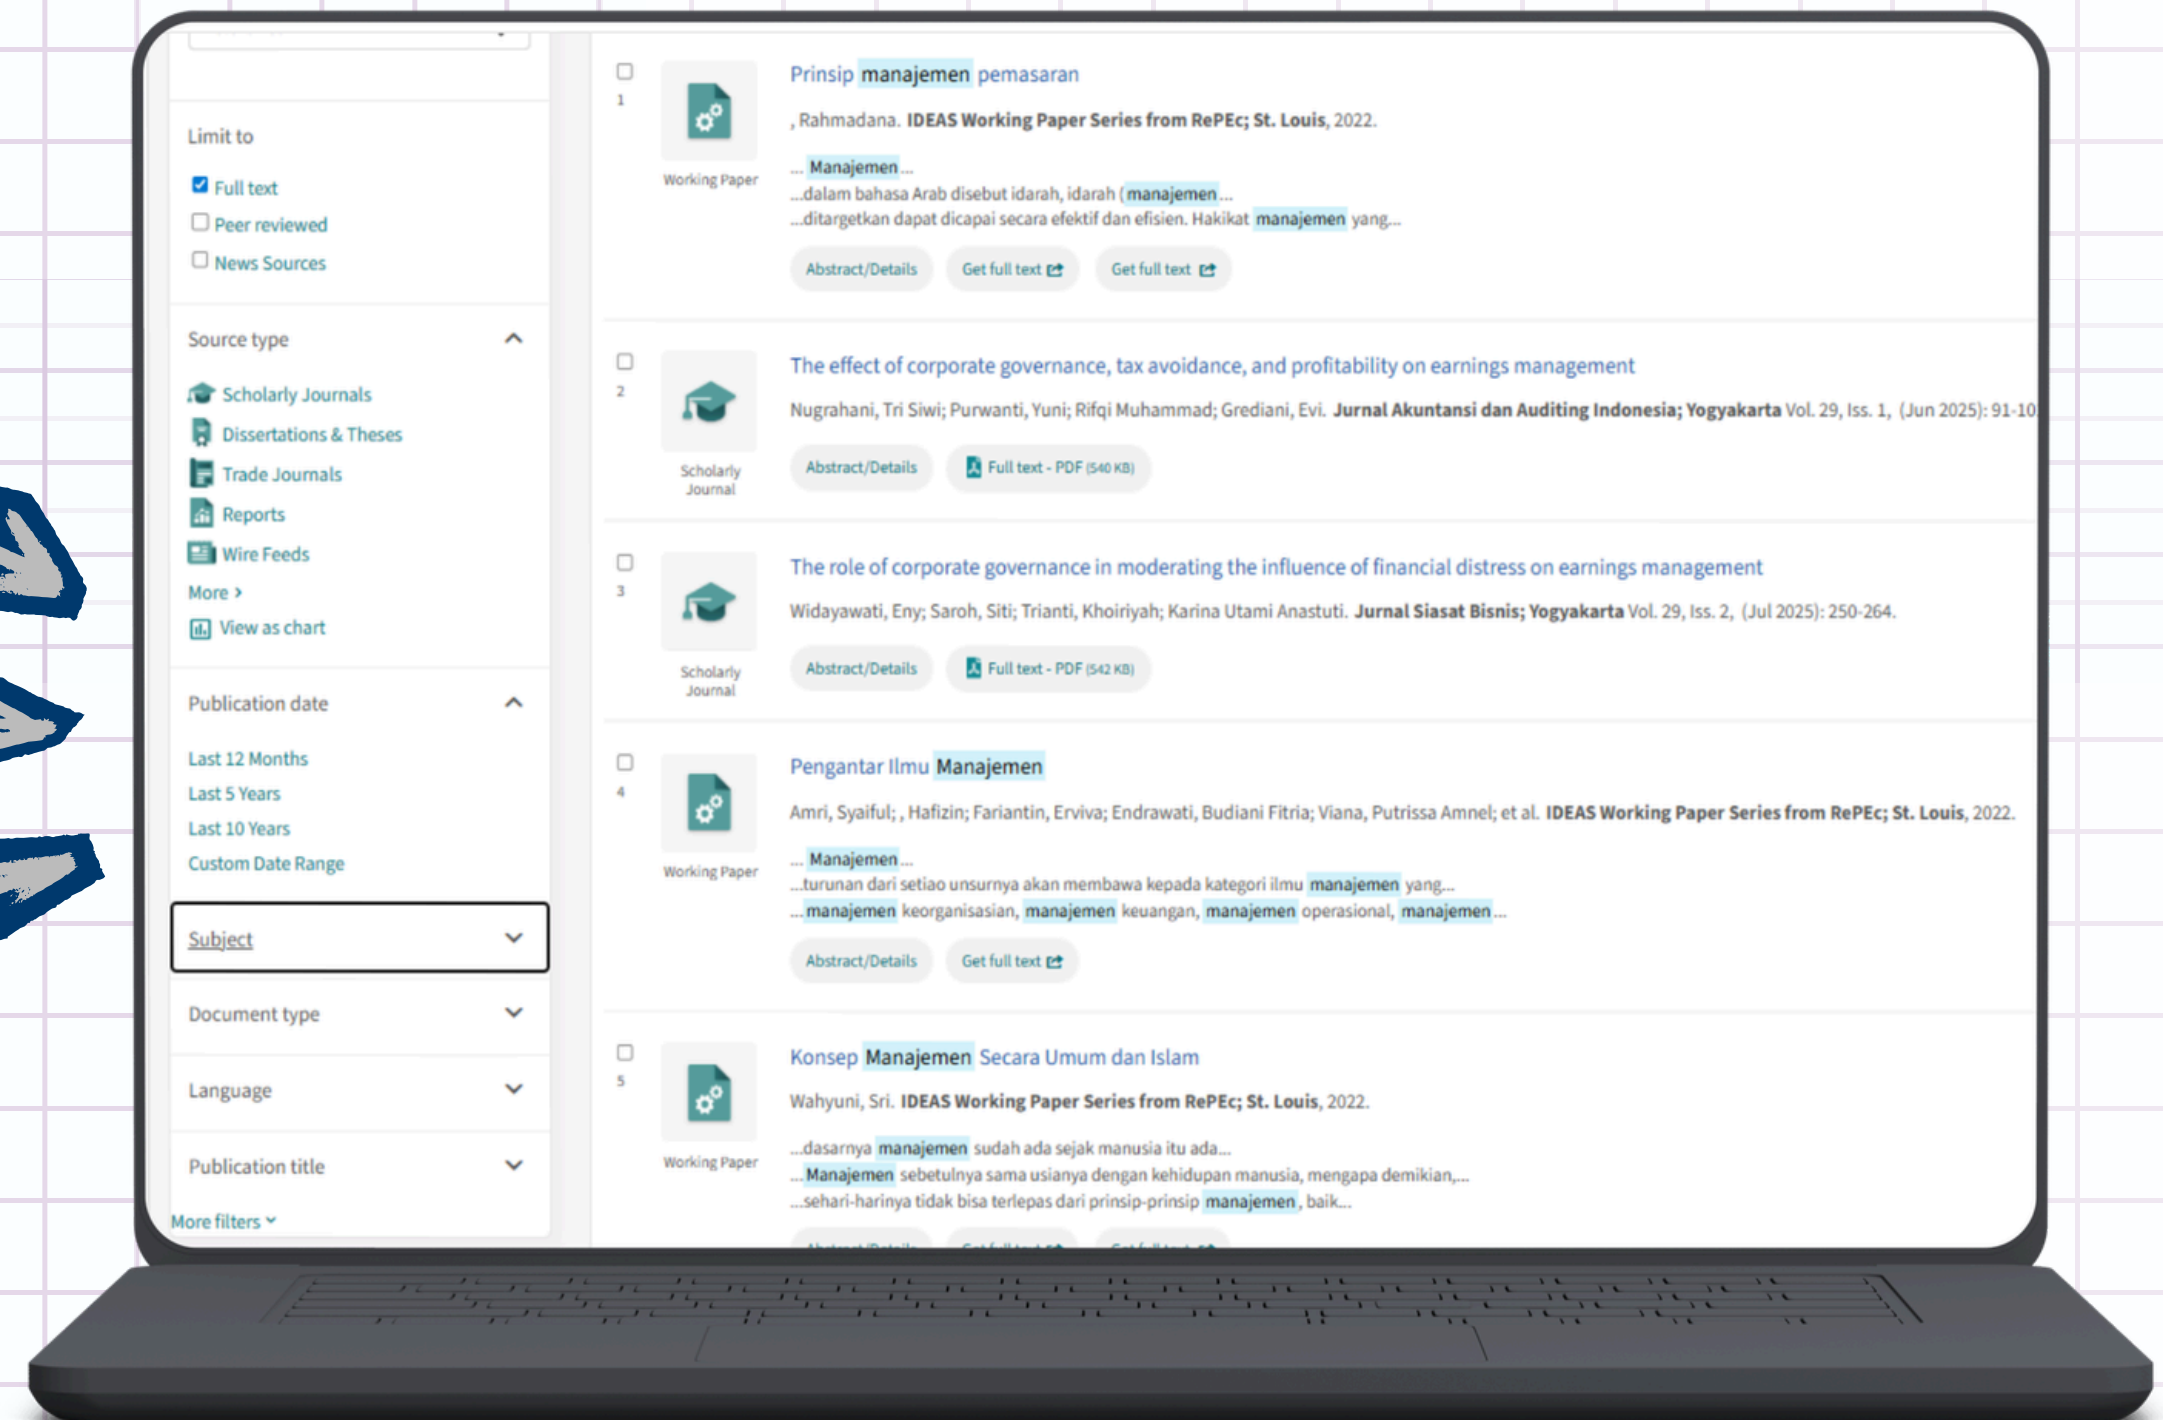 Limit to
Full text
Peer reviewed
News Sources
Source type
Scholarly Journals
Dissertations & Theses
Trade Journals
Reports
Wire Feeds
More >
View as chart
Publication date
Last 12 Months
Last 5 Years
Last 10 Years
Custom Date Range
Subject
Document type
Language
Publication title
More filters
1
Working Paper
Prinsip manajemen pemasaran
, Rahmadana. IDEAS Working Paper Series from RePEc; St. Louis, 2022.
... Manajemen...
...dalam bahasa Arab disebut idarah, idarah (manajemen...
...ditargetkan dapat dicapai secara efektif dan efisien. Hakikat manajemen yang...
Abstract/Details Get full text Get full text
2
Scholarly
Journal
The effect of corporate governance, tax avoidance, and profitability on earnings management
Nugrahani, Tri Siwi; Purwanti, Yuni; Rifqi Muhammad; Grediani, Evi. Jurnal Akuntansi dan Auditing Indonesia; Yogyakarta Vol. 29, Iss. 1, (Jun 2025): 91-10
Abstract/Details Full text - PDF (540 KB)
3
Scholarly
Journal
The role of corporate governance in moderating the influence of financial distress on earnings management
Widayawati, Eny; Saroh, Siti; Trianti, Khoiriyah; Karina Utami Anastuti. Jurnal Siasat Bisnis; Yogyakarta Vol. 29, Iss. 2, (Jul 2025): 250-264.
Abstract/Details Full text - PDF (542 KB)
4
Working Paper
Pengantar Ilmu Manajemen
Amri, Syaiful; , Hafizin; Fariantin, Erviva; Endrawati, Budiani Fitria; Viana, Putrissa Amnel; et al. IDEAS Working Paper Series from RePEc; St. Louis, 2022.
... Manajemen...
...turunan dari setiao unsurnya akan membawa kepada kategori ilmu manajemen yang...
...manajemen keorganisasian, manajemen keuangan, manajemen operasional, manajemen...
Abstract/Details Get full text
5
Working Paper
Konsep Manajemen Secara Umum dan Islam
Wahyuni, Sri. IDEAS Working Paper Series from RePEc; St. Louis, 2022.
...dasarnya manajemen sudah ada sejak manusia itu ada...
...Manajemen sebetulnya sama usianya dengan kehidupan manusia, mengapa demikian,...
...sehari-harinya tidak bisa terlepas dari prinsip-prinsip manajemen, baik...